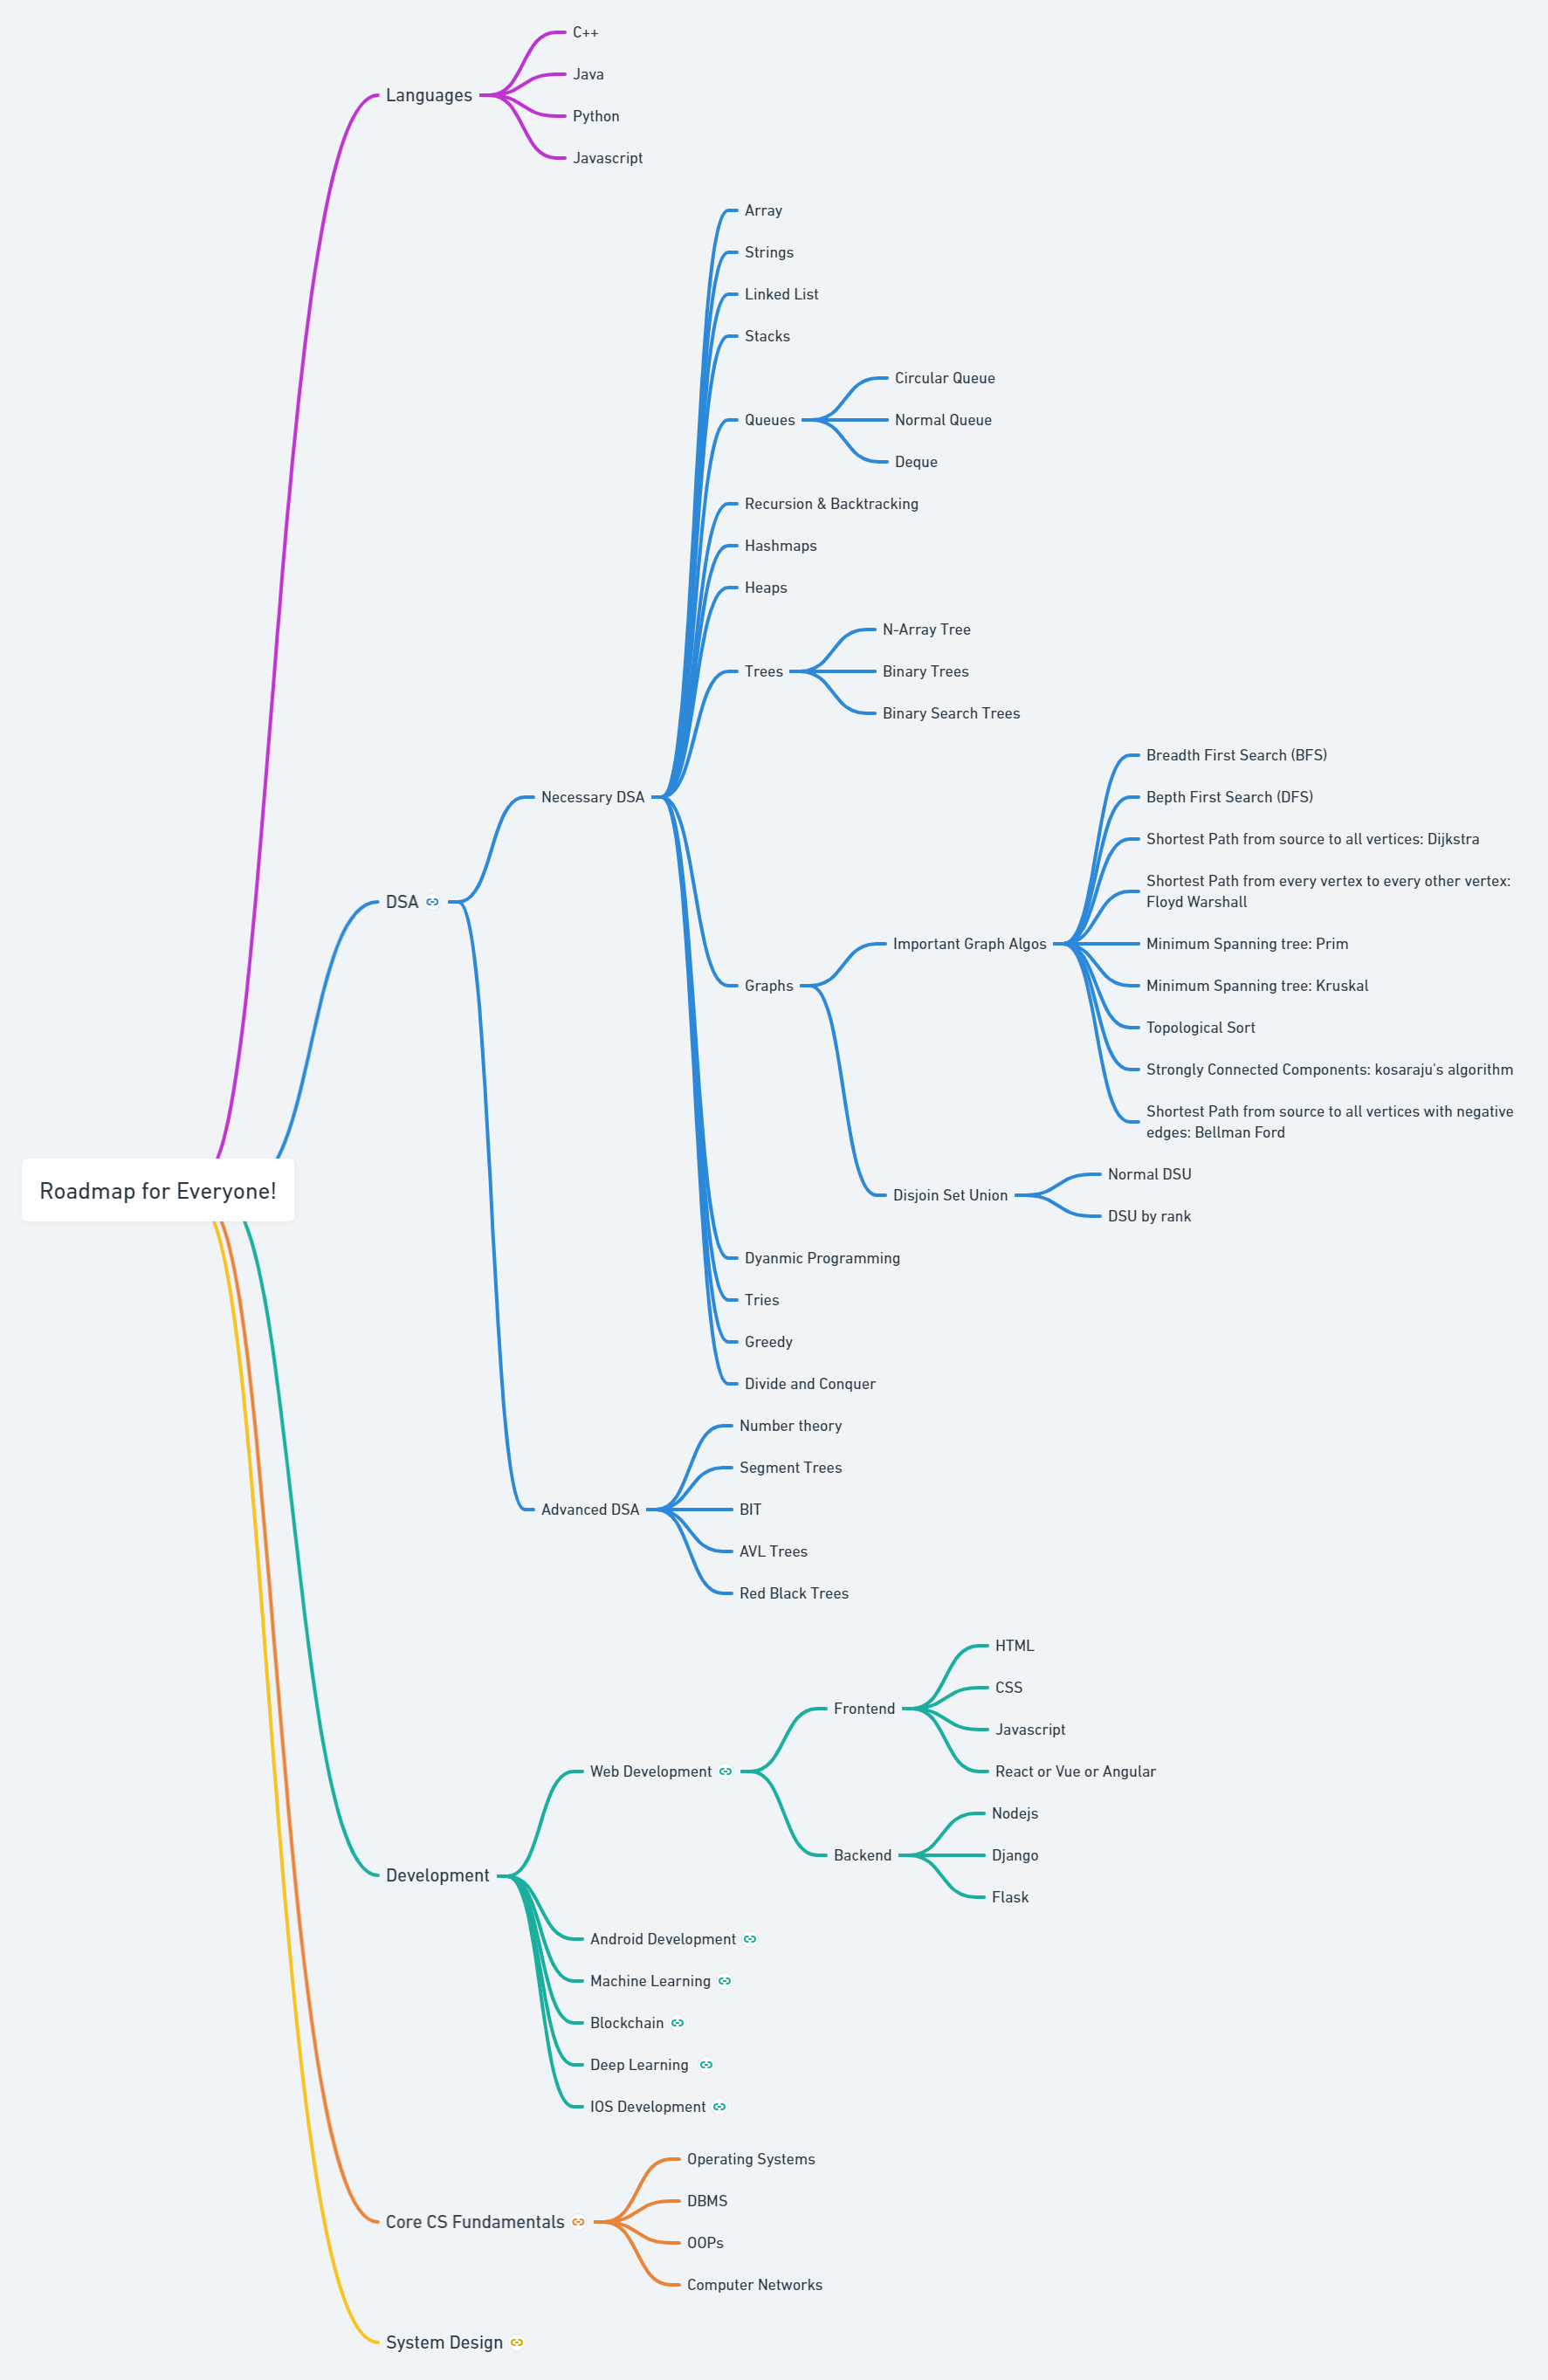 C++
Java
Languages
Python
Javascript
Array
Strings
Linked List
Stacks
Circular Queue
Queues
Normal Queue
Deque
Recursion & Backtracking
Hashmaps
Heaps
N-Array Tree
Trees
Binary Trees
Binary Search Trees
Breadth First Search (BFS)
Necessary DSA
Bepth First Search (DFS)
Shortest Path from source to all vertices: Dijkstra
Shortest Path from every vertex to every other vertex:
Floyd Warshall
DSA
Important Graph Algos
Minimum Spanning tree: Prim
Graphs
Minimum Spanning tree: Kruskal
Topological Sort
Strongly Connected Components: kosaraju's algorithm
Shortest Path from source to all vertices with negative
edges: Bellman Ford
Normal DSU
Roadmap for Everyone!
Disjoin Set Union
DSU by rank
Dyanmic Programming
Tries
Greedy
Divide and Conquer
Number theory
Segment Trees
Advanced DSA
BIT
AVL Trees
Red Black Trees
HTML
CSS
Frontend
Javascript
Web Development
React or Vue or Angular
Nodejs
Backend
Django
Flask
Development
Android Development
Machine Learning
Blockchain
Deep Learning
IOS Development
Operating Systems
DBMS
Core CS Fundamentals
OOPs
Computer Networks
System Design